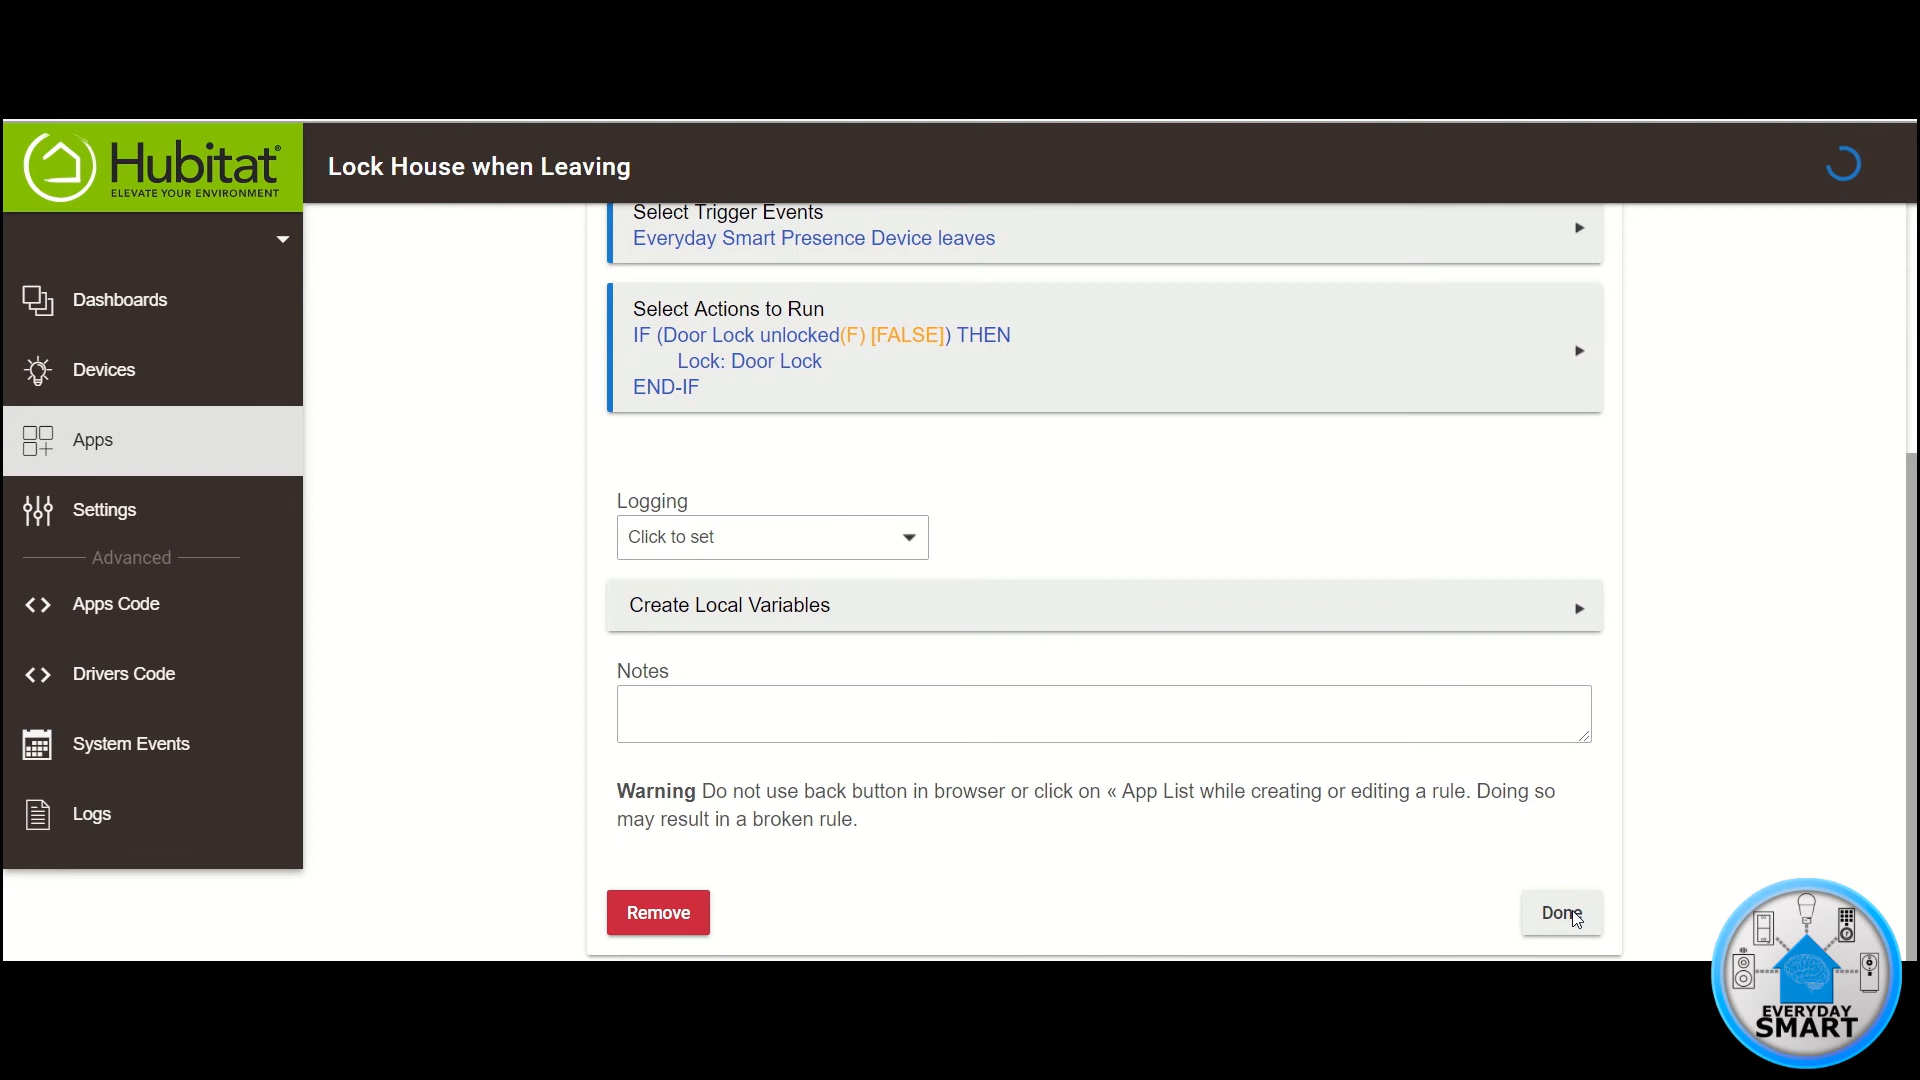 Hubitat®
ELEVATE YOUR ENVIRONMENT
Lock House when Leaving
Dashboards
Devices
Apps
Settings
Advanced
Apps Code
Drivers Code
System Events
Logs
Select Trigger Events
Everyday Smart Presence Device leaves
Select Actions to Run
IF (Door Lock unlocked(F) [FALSE]) THEN
Lock: Door Lock
END-IF
Logging
Click to set
Create Local Variables
Notes
Warning Do not use back button in browser or click on « App List while creating or editing a rule. Doing so
may result in a broken rule.
Remove
Done
EVERYDAY
SMART